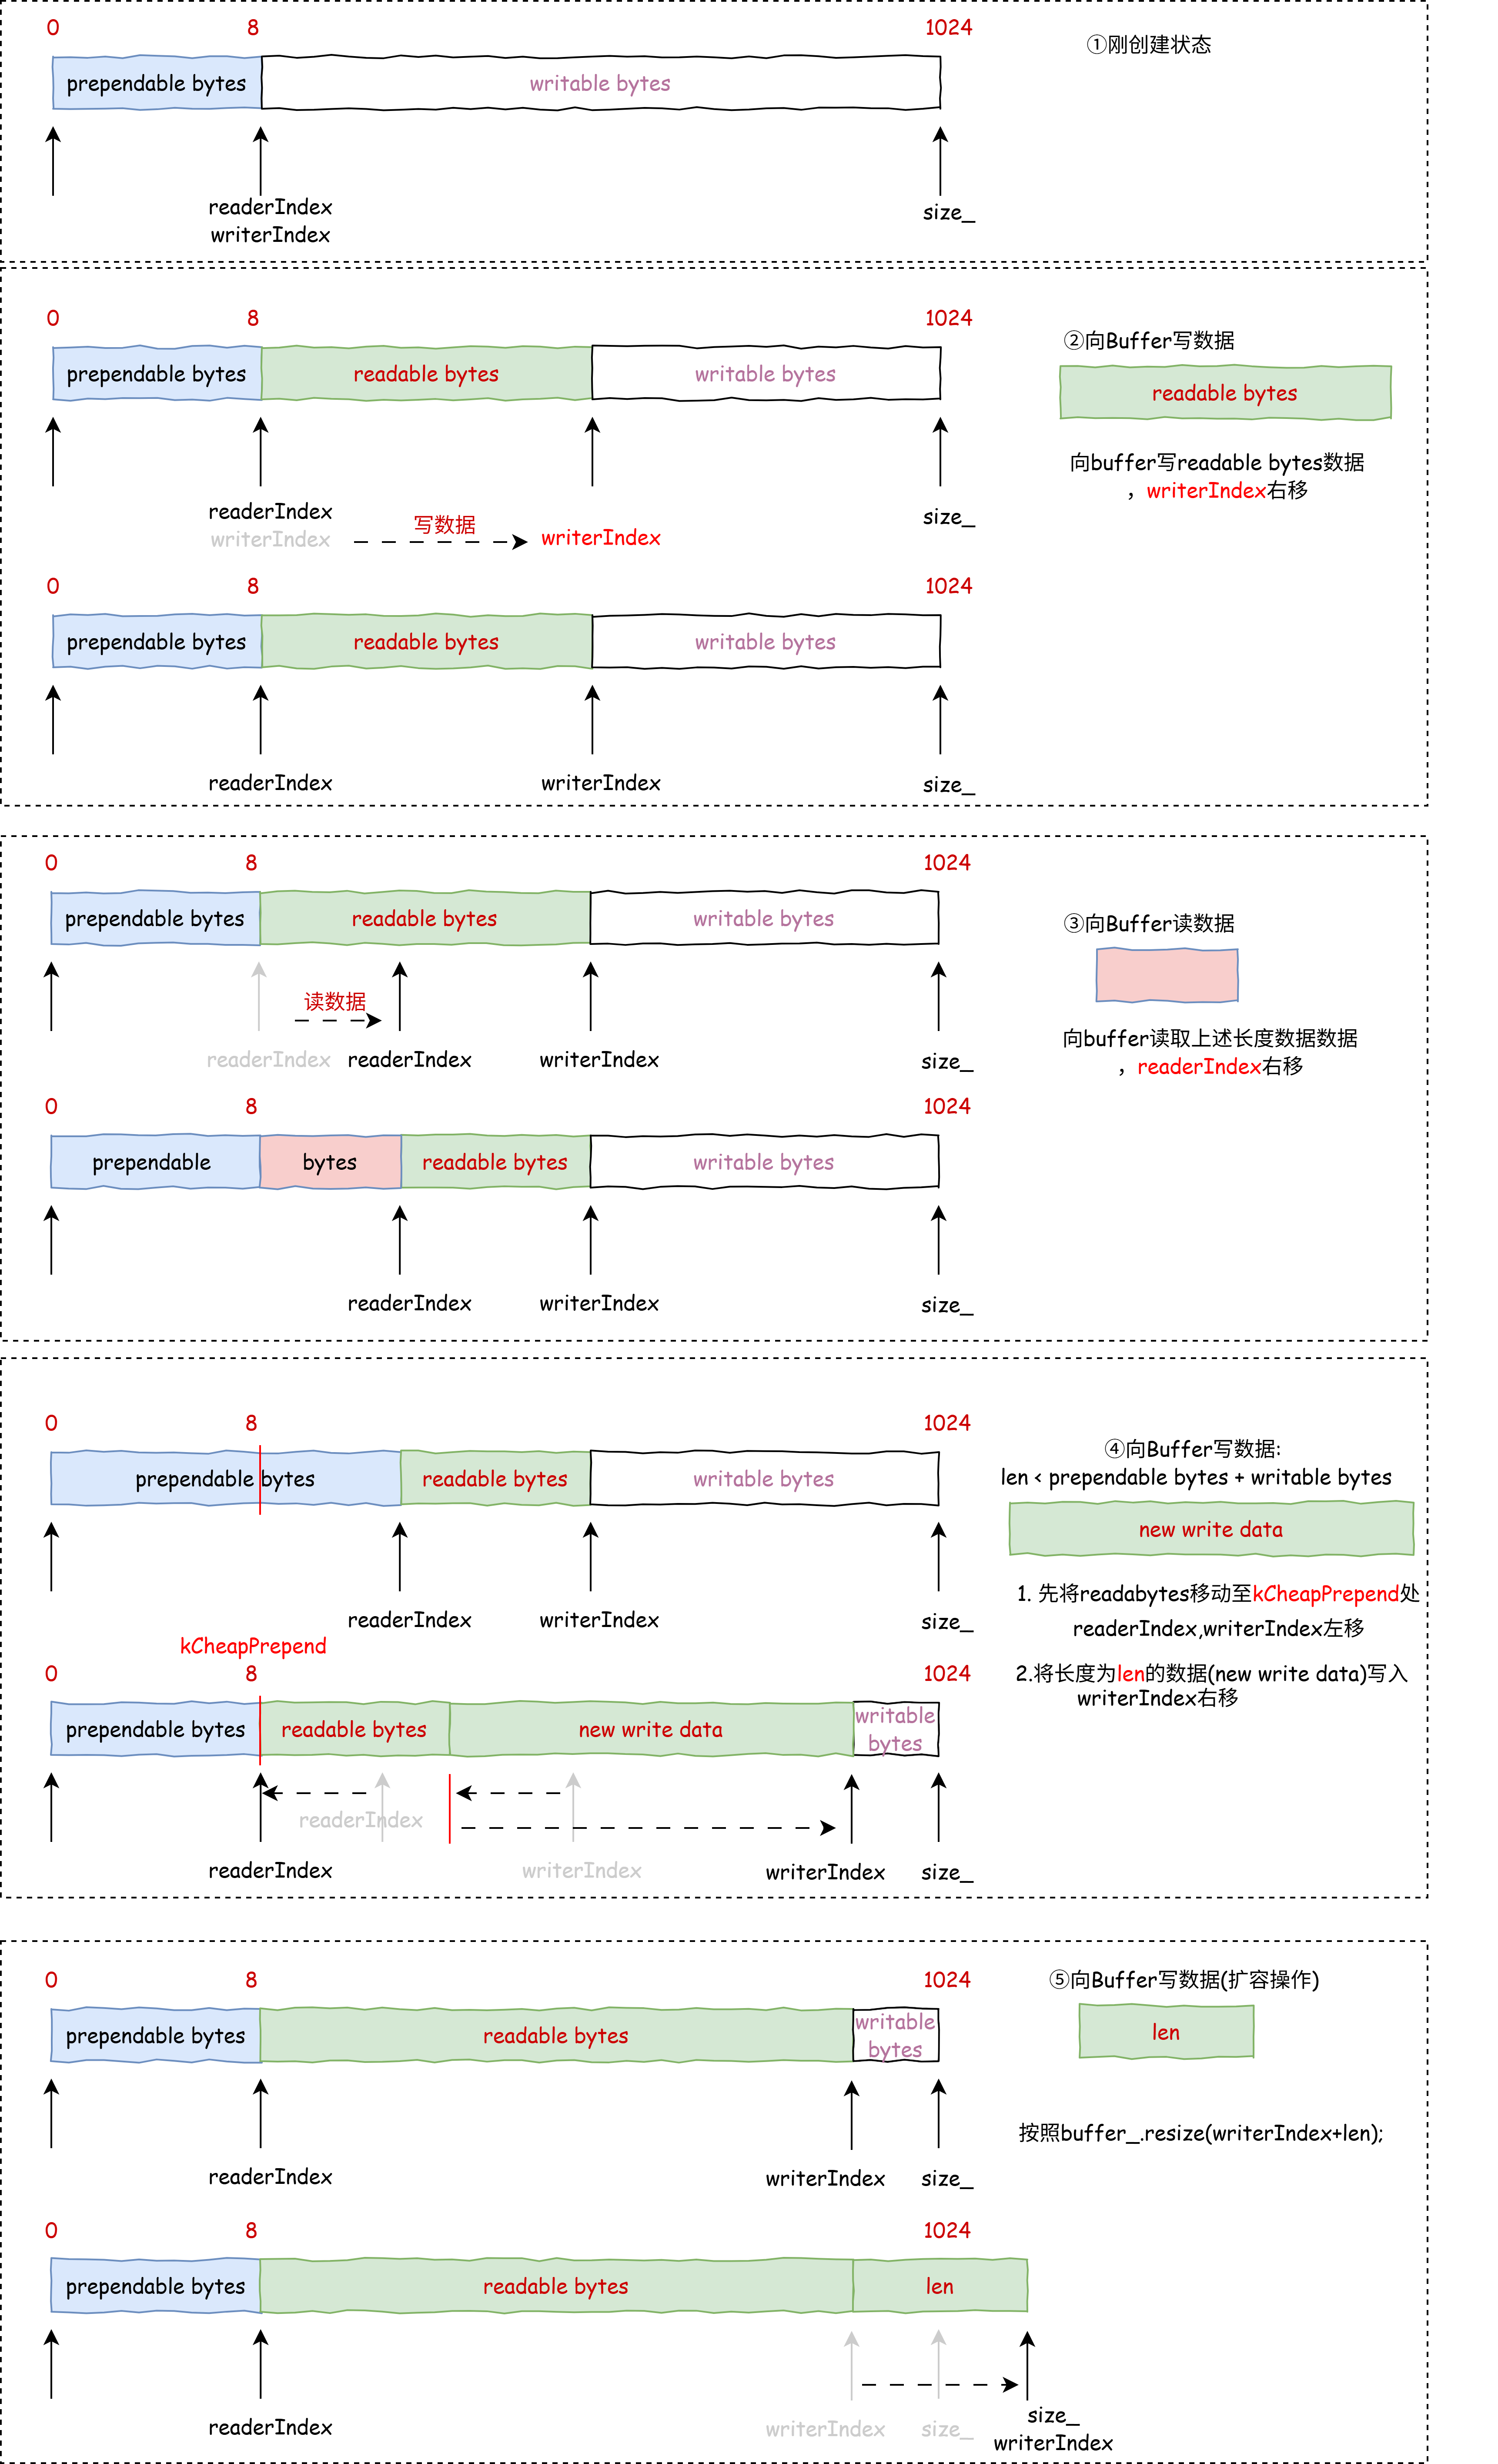 0 8 1024
①刚创建状态
prependable bytes writable bytes
readerIndex
writerIndex
size_
0 8 1024
②向Buffer写数据
prependable bytes readable bytes writable bytes
readable bytes
向buffer写readable bytes数据
，writerIndex右移
readerIndex
writerIndex
写数据
writerIndex
size_
0 8 1024
prependable bytes readable bytes writable bytes
readerIndex writerIndex size_
0 8 1024
prependable bytes readable bytes writable bytes
③向Buffer读数据
读数据
向buffer读取上述长度数据数据
，readerIndex右移
readerIndex readerIndex writerIndex size_
0 8 1024
prependable bytes readable bytes writable bytes
readerIndex writerIndex size_
0 8 1024
④向Buffer写数据:
len < prependable bytes + writable bytes
prependable bytes readable bytes writable bytes
new write data
1. 先将readabytes移动至kCheapPrepend处
readerIndex,writerIndex左移
readerIndex writerIndex size_
kCheapPrepend
0 8 1024
2.将长度为len的数据(new write data)写入
writerIndex右移
prependable bytes readable bytes new write data writable
bytes
readerIndex
readerIndex writerIndex writerIndex size_
0 8 1024
⑤向Buffer写数据(扩容操作)
prependable bytes readable bytes writable
bytes
len
按照buffer_.resize(writerIndex+len);
readerIndex writerIndex size_
0 8 1024
prependable bytes readable bytes len
readerIndex writerIndex size_
size_
writerIndex